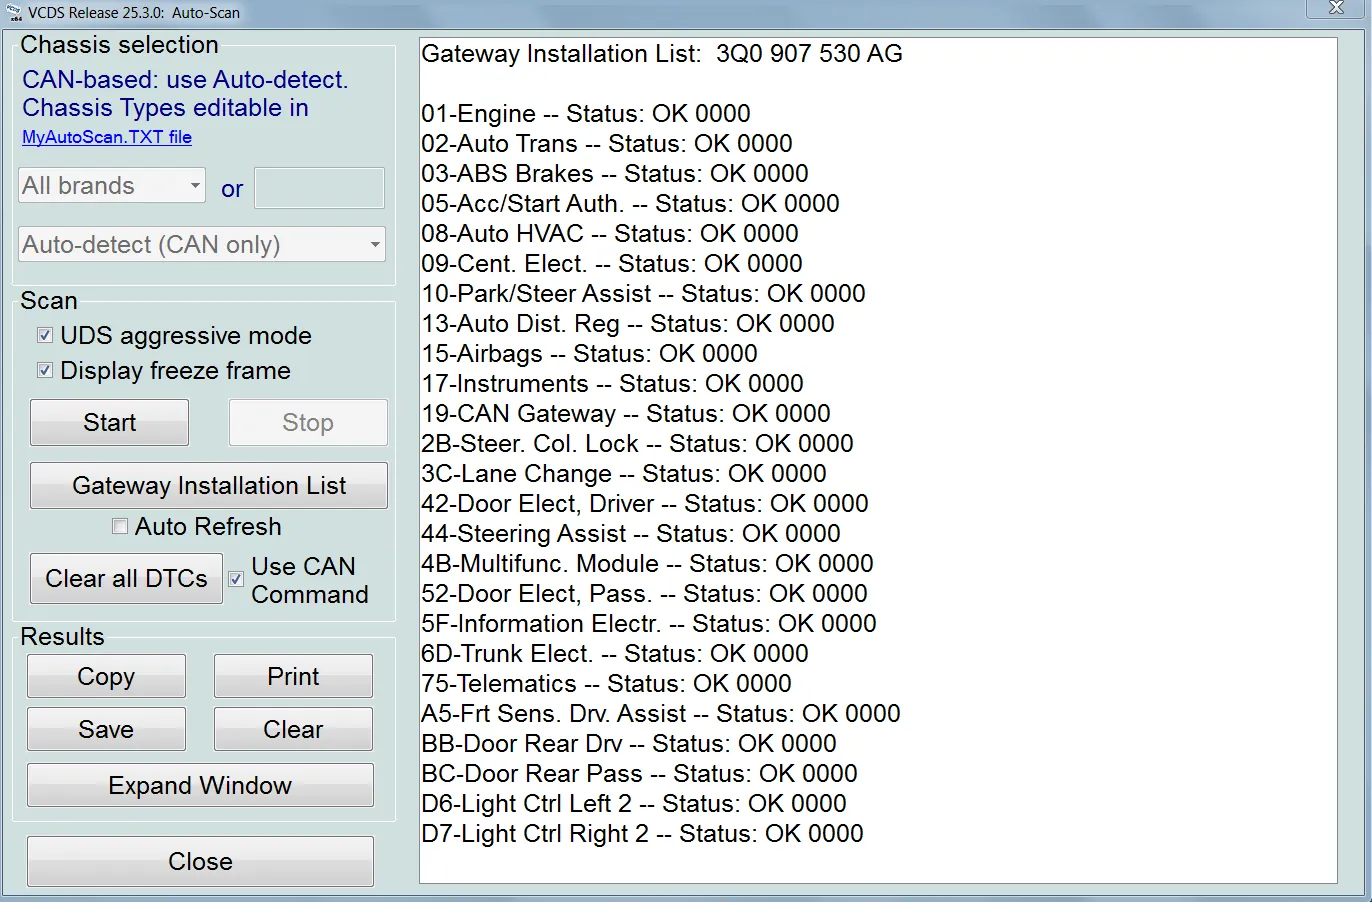 VCDS Release 25.3.0:  Auto-Scan
Chassis selection
CAN-based: use Auto-detect.
Chassis Types editable in
MyAutoScan.TXT file
All brands
or
Auto-detect (CAN only)
Scan
UDS aggressive mode
Display freeze frame
Start
Stop
Gateway Installation List
Auto Refresh
Clear all DTCs
Use CAN
Command
Results
Copy
Print
Save
Clear
Expand Window
Close
Gateway Installation List:  3Q0 907 530 AG
01-Engine -- Status: OK 0000
02-Auto Trans -- Status: OK 0000
03-ABS Brakes -- Status: OK 0000
05-Acc/Start Auth. -- Status: OK 0000
08-Auto HVAC -- Status: OK 0000
09-Cent. Elect. -- Status: OK 0000
10-Park/Steer Assist -- Status: OK 0000
13-Auto Dist. Reg -- Status: OK 0000
15-Airbags -- Status: OK 0000
17-Instruments -- Status: OK 0000
19-CAN Gateway -- Status: OK 0000
2B-Steer. Col. Lock -- Status: OK 0000
3C-Lane Change -- Status: OK 0000
42-Door Elect, Driver -- Status: OK 0000
44-Steering Assist -- Status: OK 0000
4B-Multifunc. Module -- Status: OK 0000
52-Door Elect, Pass. -- Status: OK 0000
5F-Information Electr. -- Status: OK 0000
6D-Trunk Elect. -- Status: OK 0000
75-Telematics -- Status: OK 0000
A5-Frt Sens. Drv. Assist -- Status: OK 0000
BB-Door Rear Drv -- Status: OK 0000
BC-Door Rear Pass -- Status: OK 0000
D6-Light Ctrl Left 2 -- Status: OK 0000
D7-Light Ctrl Right 2 -- Status: OK 0000